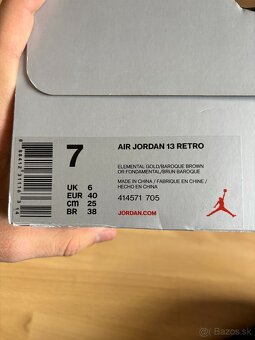 7
AIR JORDAN 13 RETRO
ELEMENTAL GOLD/BAROQUE BROWN
OR FONDAMENTAL/BRUN BAROQUE
MADE IN CHINA / FABRIQUE EN CHINE /
HECHO EN CHINA
414571 705
UK 6
EUR 40
cm 25
BR 38
JORDAN.COM
Bazos.sk